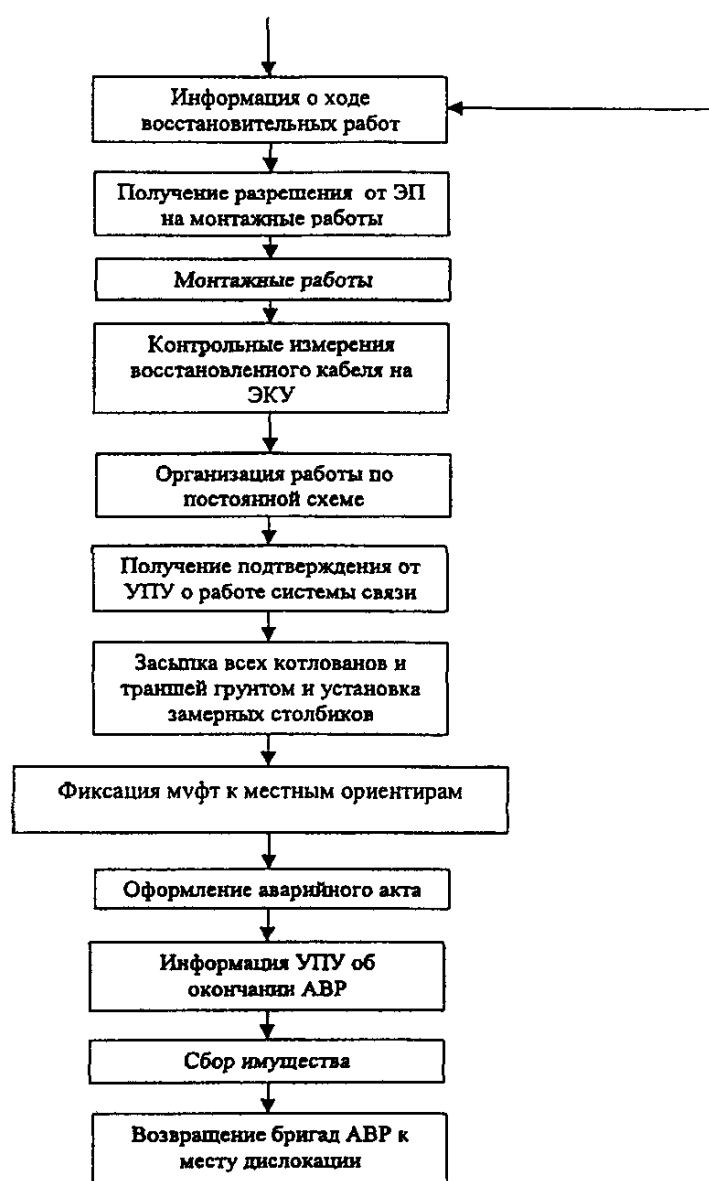 Информация о ходе
восстановительных работ
Получение разрешения от ЭП
на монтажные работы
Монтажные работы
Контрольные измерения
восстановленного кабеля на
ЭКУ
Организация работы по
постоянной схеме
Получение подтверждения от
УПУ о работе системы связи
Засыпка всех котлованов и
траншей грунтом и установка
замерных столбиков
Фиксация муфт к местным ориентирам
Оформление аварийного акта
Информация УПУ об
окончании АВР
Сбор имущества
Возвращение бригад АВР к
месту дислокации